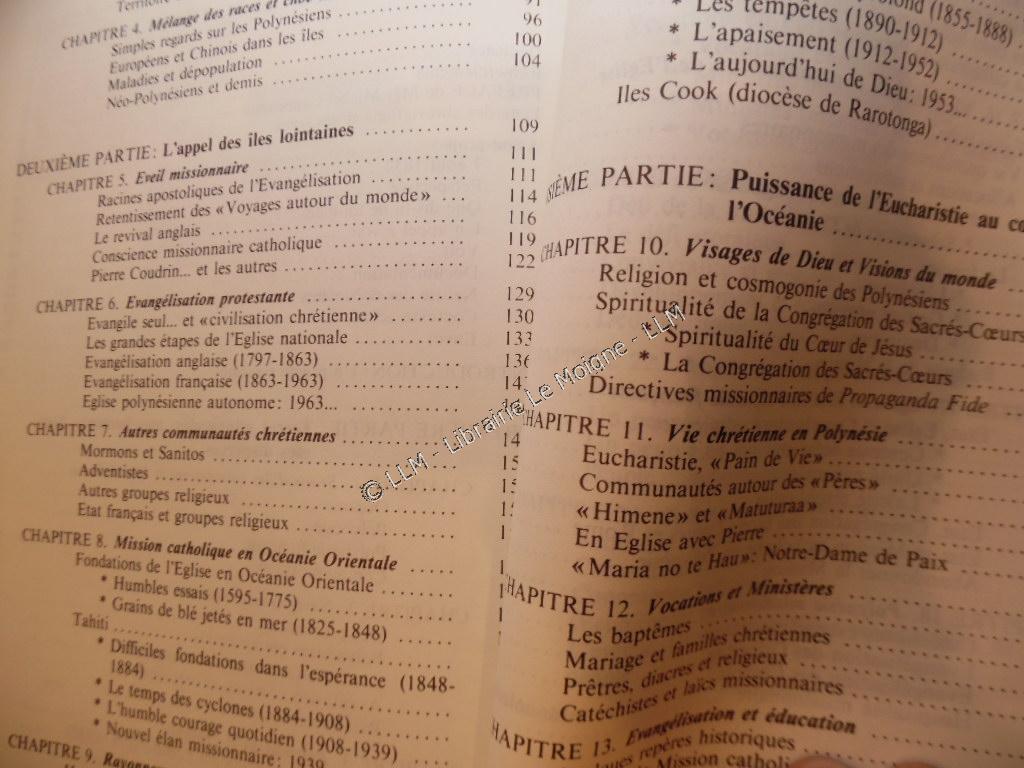 Territoire
CHAPITRE 4. Mélange des races et 91
Simples regards sur les Polynésiens 96
Européens et Chinois dans les îles 100
Maladies et dépopulation 104
Néo-Polynésiens et demis
DEUXIÈME PARTIE: L'appel des îles lointaines 109
CHAPITRE 5. Eveil missionnaire 111
Racines apostoliques de l'Evangélisation 111
Retentissement des « Voyages autour du monde » 114
Le revival anglais 116
Conscience missionnaire catholique 119
Pierre Coudrin... et les autres 122
CHAPITRE 6. Evangélisation protestante 129
Evangile seul... et « civilisation chrétienne » 130
Les grandes étapes de l'Eglise nationale 133
Evangélisation anglaise (1797-1863) 136
Evangélisation française (1863-1963) 14
Eglise polynésienne autonome: 1963...
CHAPITRE 7. Autres communautés chrétiennes 14
Mormons et Sanitos 15
Adventistes 15
Autres groupes religieux
Etat français et groupes religieux
CHAPITRE 8. Mission catholique en Océanie Orientale
Fondations de l'Eglise en Océanie Orientale
* Humbles essais (1595-1775)
* Grains de blé jetés en mer (1825-1848)
Tahiti
* Difficiles fondations dans l'espérance (1848-
1884)
* Le temps des cyclones (1884-1908)
* L'humble courage quotidien (1908-1939)
* Nouvel élan missionnaire: 1939
CHAPITRE 9.
(1855-1888)
* Les tempêtes (1890-1912)
* L'apaisement (1912-1952)
* L'aujourd'hui de Dieu: 1953...
Iles Cook (diocèse de Rarotonga)
SIÈME PARTIE: Puissance de l'Eucharistie au
l'Océanie
CHAPITRE 10. Visages de Dieu et Visions du monde
Religion et cosmogonie des Polynésiens
Spiritualité de la Congrégation des Sacrés-Cœurs
* Spiritualité du Cœur de Jésus
* La Congrégation des Sacrés-Cœurs
Directives missionnaires de Propaganda Fide
CHAPITRE 11. Vie chrétienne en Polynésie
Eucharistie, « Pain de Vie »
Communautés autour des « Pères »
« Himene » et « Matuturaa »
En Eglise avec Pierre
« Maria no te Hau »: Notre-Dame de Paix
CHAPITRE 12. Vocations et Ministères
Les baptêmes
Mariage et familles chrétiennes
Prêtres, diacres et religieux
Catéchistes et laïcs missionnaires
HAPITRE 13. Evangélisation et éducation
repères historiques
Mission
© LLM - Librairie Le Moigne - LLM